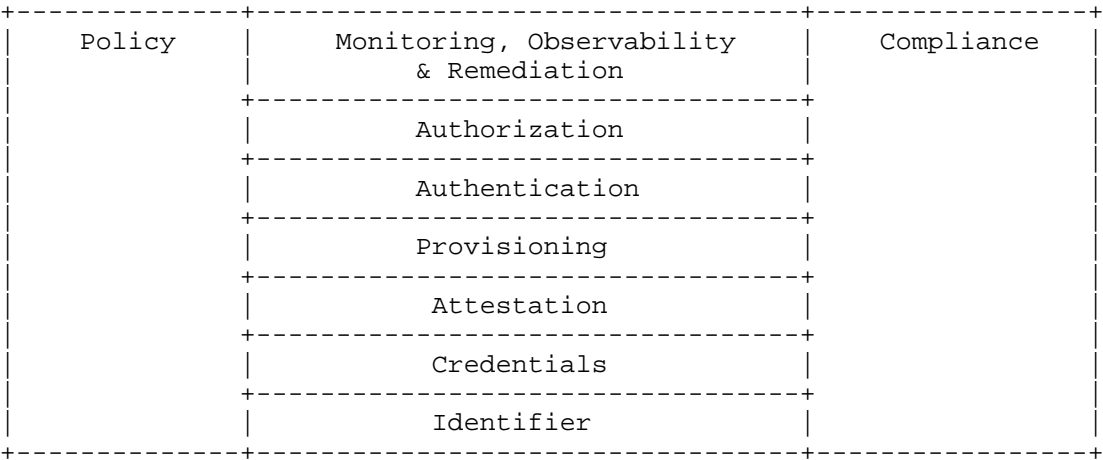 Policy Monitoring, Observability Compliance
& Remediation
Authorization
Authentication
Provisioning
Attestation
Credentials
Identifier